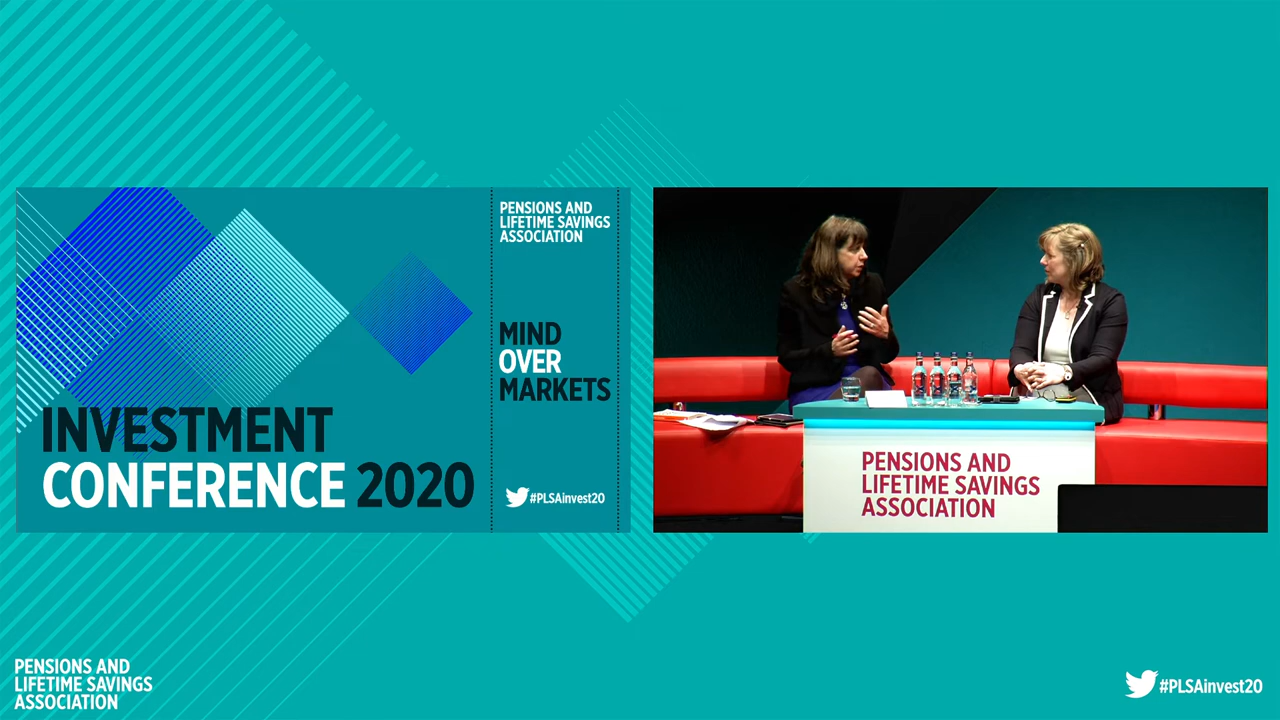 PENSIONS AND
LIFETIME SAVINGS
ASSOCIATION
MIND
OVER
MARKETS
INVESTMENT
CONFERENCE 2020
#PLSAinvest20
PENSIONS AND
LIFETIME SAVINGS
ASSOCIATION
PENSIONS AND
LIFETIME SAVINGS
ASSOCIATION
#PLSAinvest20